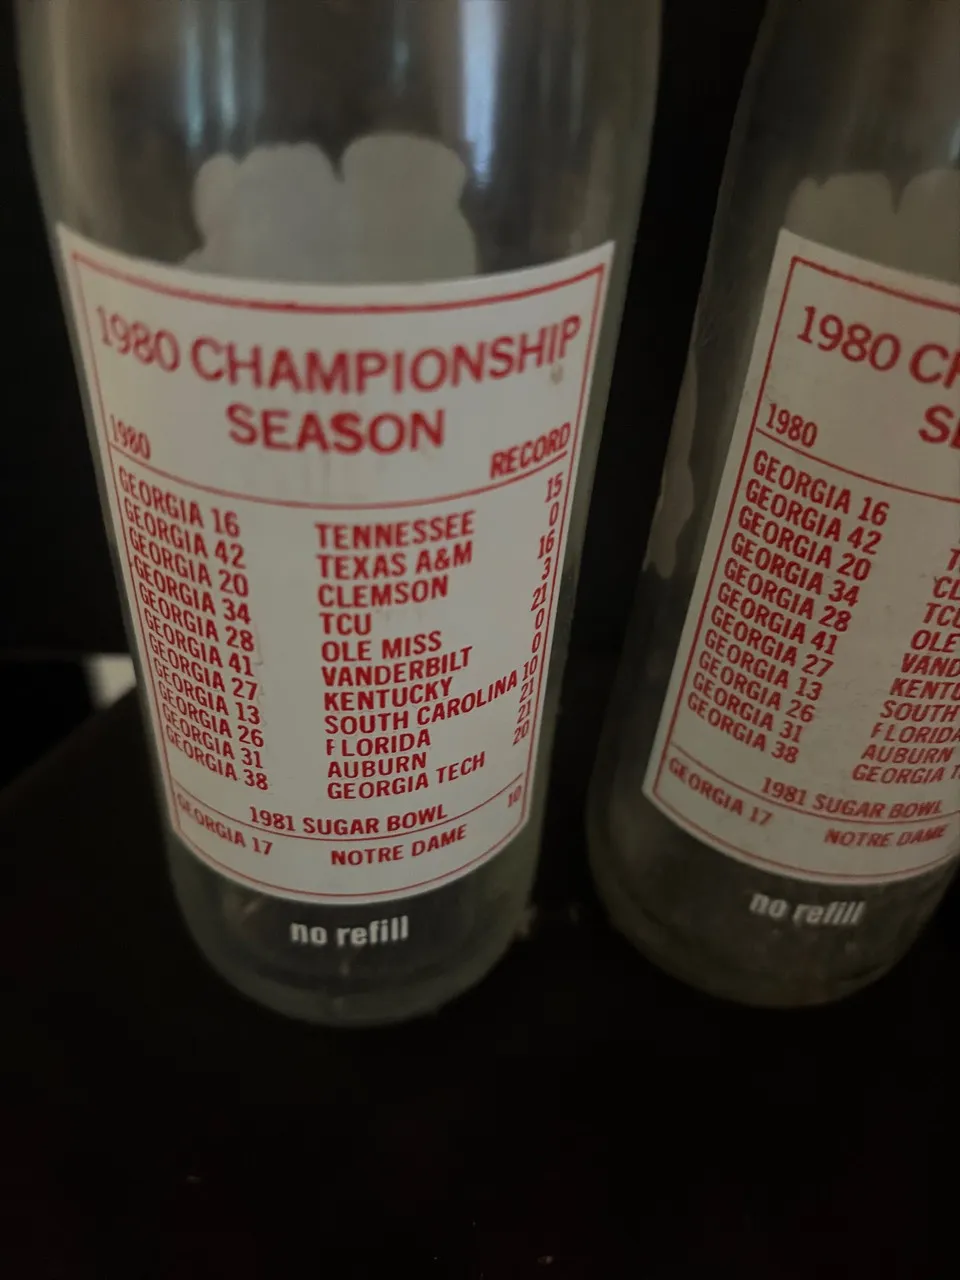 1980 CHAMPIONSHIP
SEASON
1980 RECORD
GEORGIA 16 TENNESSEE 15
GEORGIA 42 TEXAS A&M 0
GEORGIA 20 CLEMSON 16
GEORGIA 34 TCU 3
GEORGIA 28 OLE MISS 21
GEORGIA 41 VANDERBILT 0
GEORGIA 27 KENTUCKY 0
GEORGIA 13 SOUTH CAROLINA 10
GEORGIA 26 FLORIDA 21
GEORGIA 31 AUBURN 21
GEORGIA 38 GEORGIA TECH 20
1981 SUGAR BOWL
GEORGIA 17 NOTRE DAME 10
no refill
1980
1980
GEORGIA 16
GEORGIA 42
GEORGIA 20
GEORGIA 34 TCU
GEORGIA 28 OLE
GEORGIA 41
GEORGIA 27
GEORGIA 13 SOUTH
GEORGIA 26 FLORIDA
GEORGIA 31 AUBURN
GEORGIA 38 GEORGIA
1981 SUGAR BOWL
GEORGIA 17 NOTRE DAME
no refill